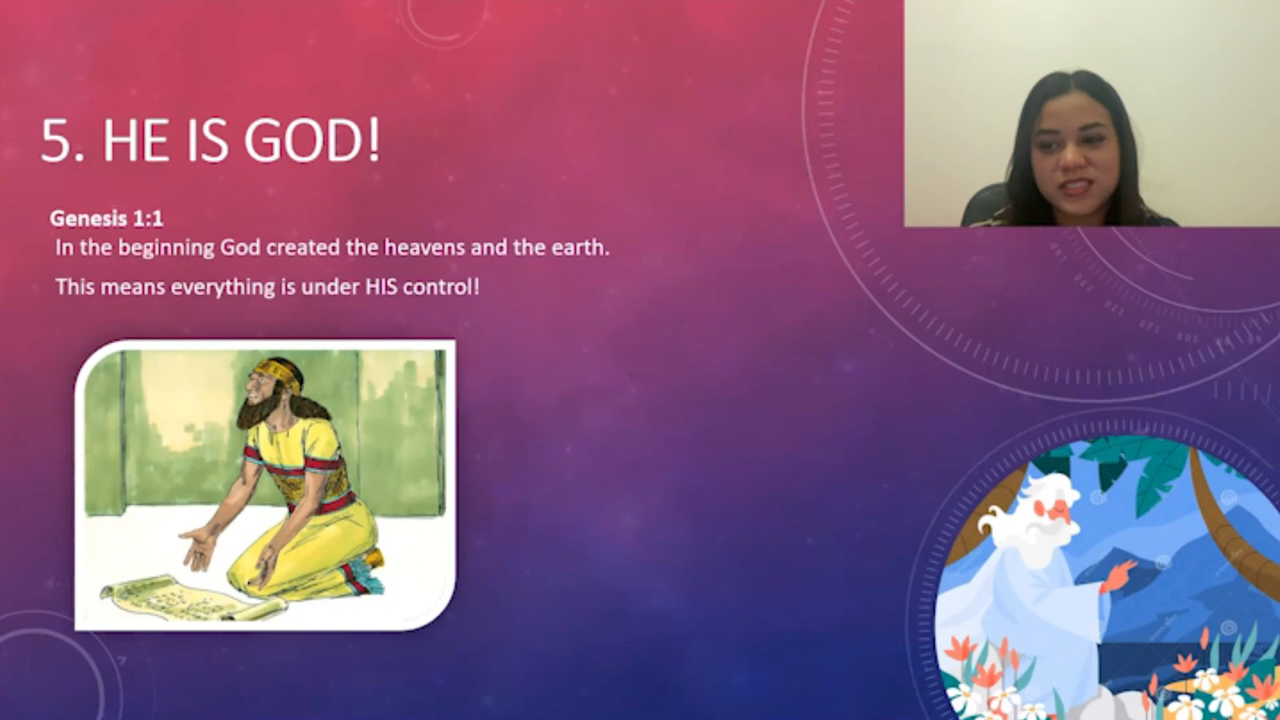 5. HE IS GOD!
Genesis 1:1
In the beginning God created the heavens and the earth.
This means everything is under HIS control!